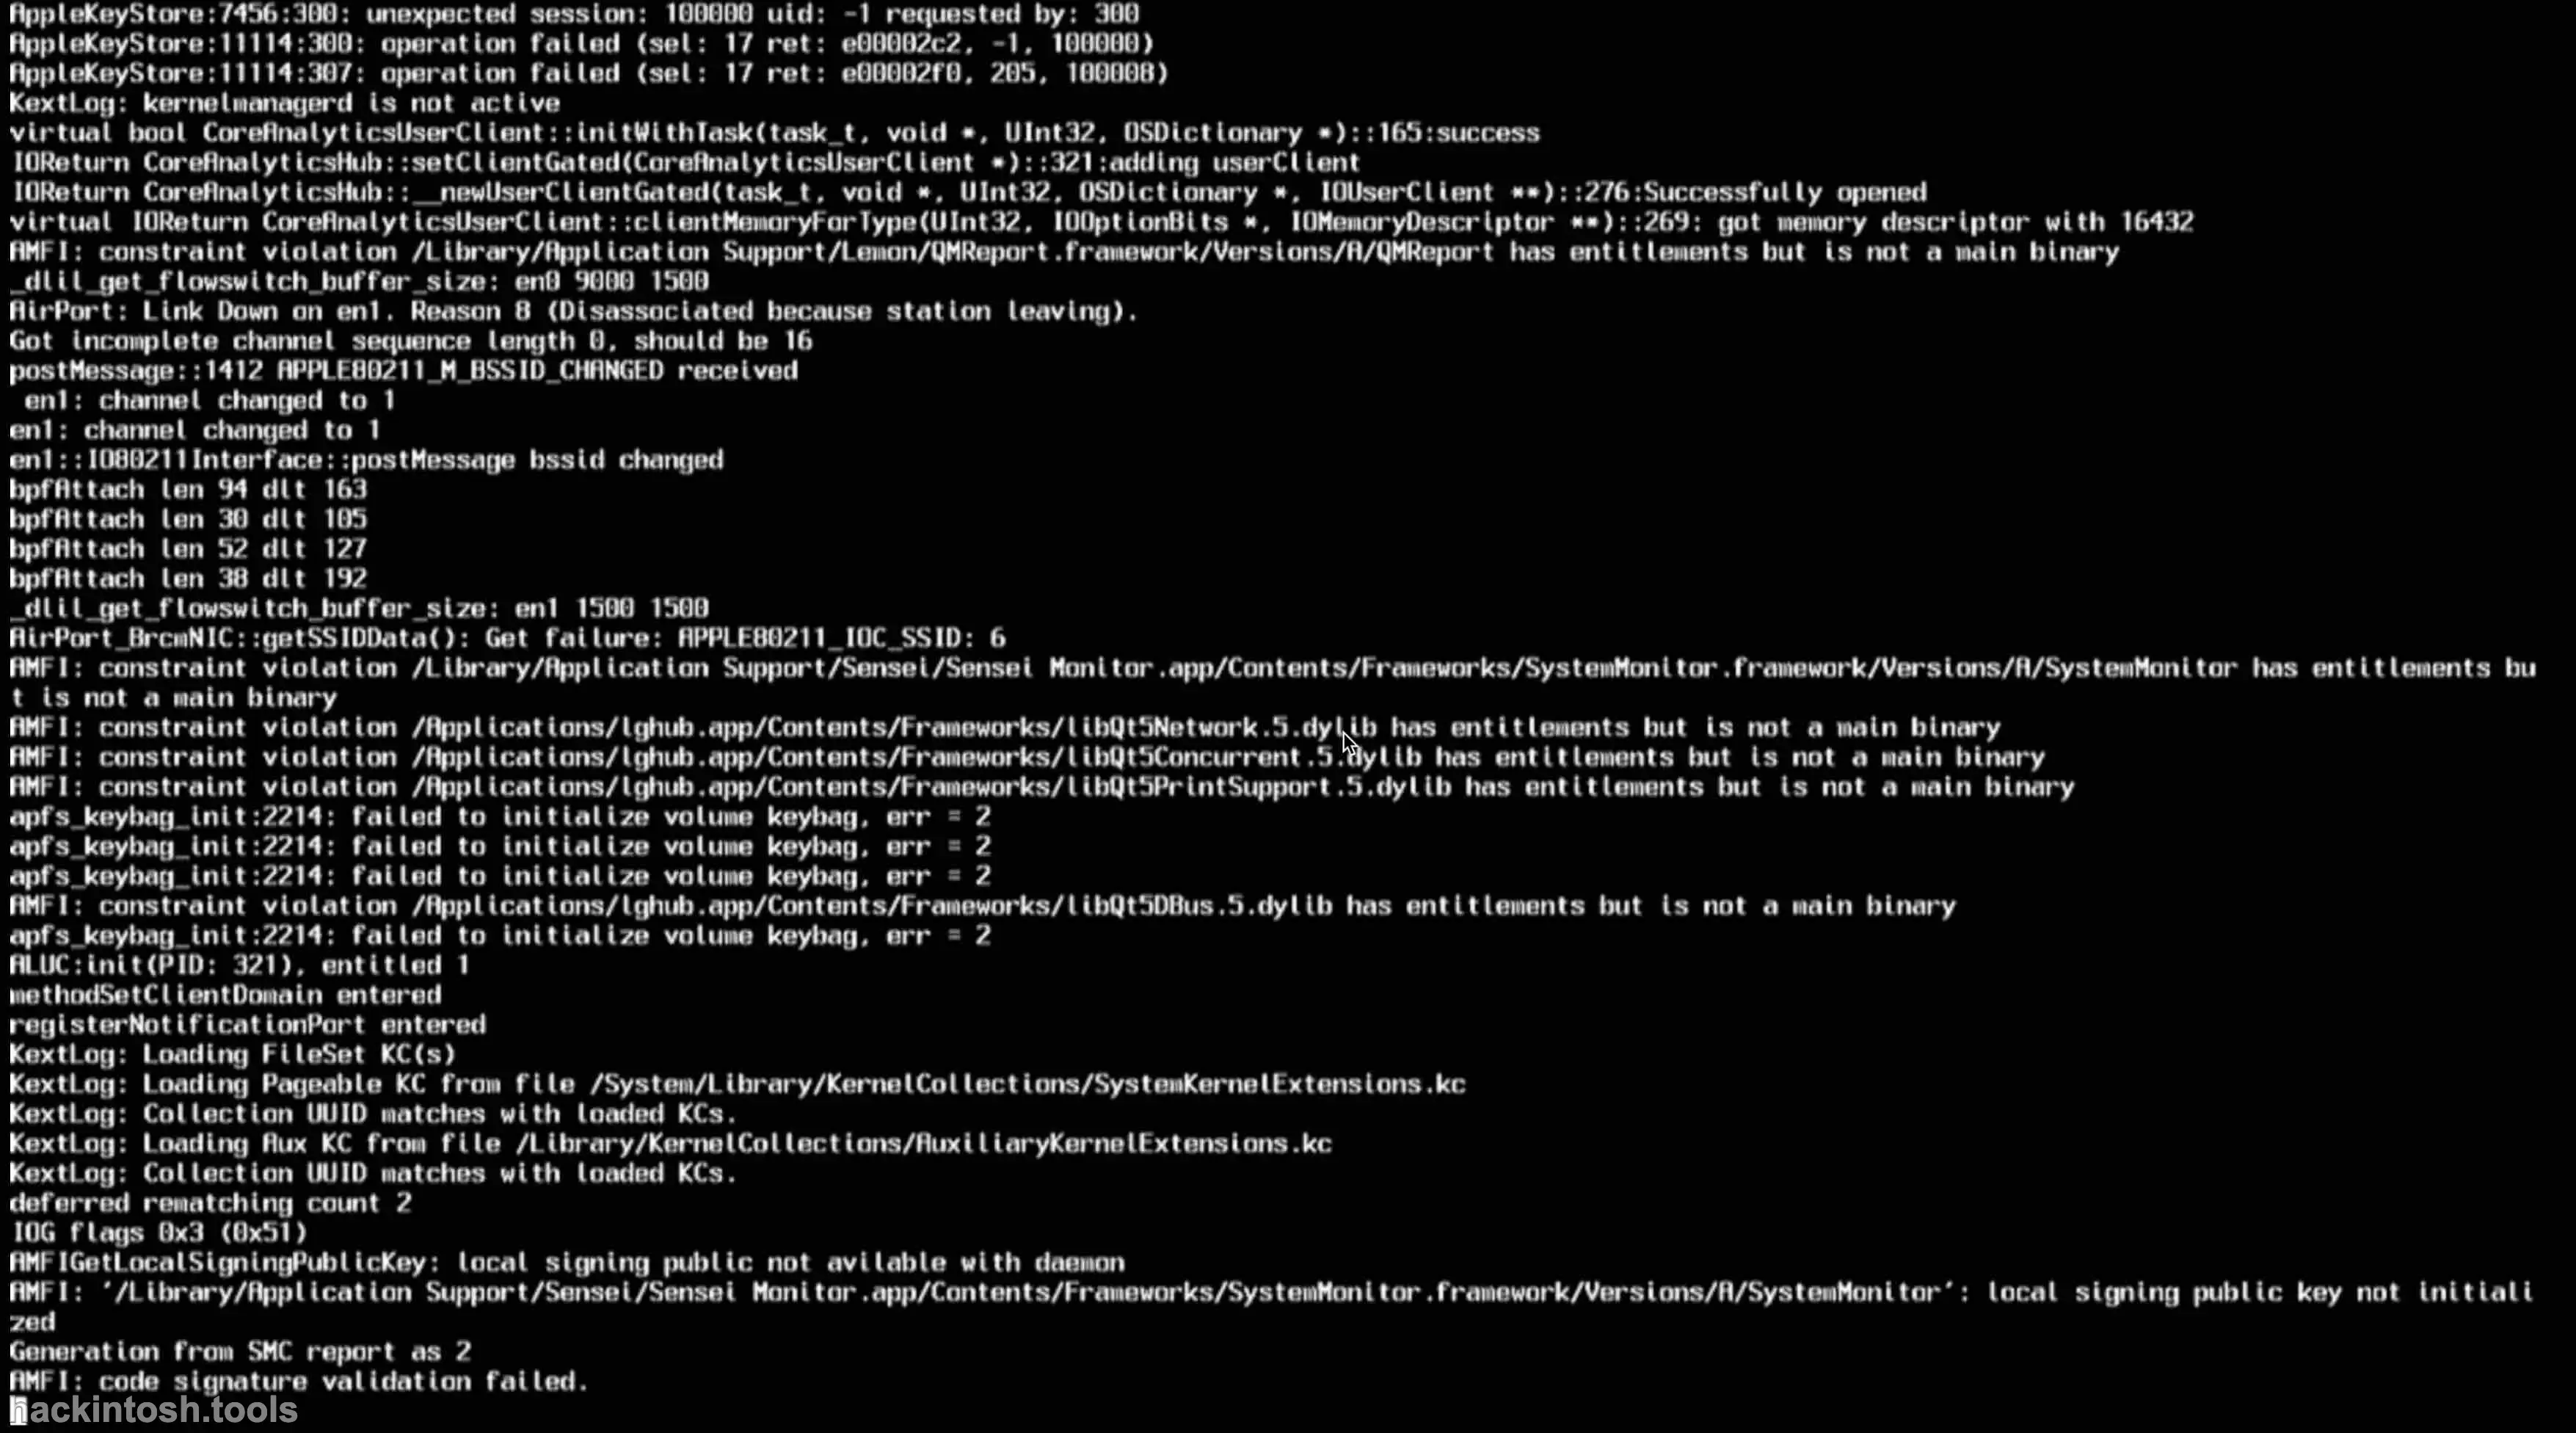 AppleKeyStore:7456:300: unexpected session: 100000 uid: -1 requested by: 300
AppleKeyStore:11114:300: operation failed (sel: 17 ret: e00002c2, -1, 100000)
AppleKeyStore:11114:307: operation failed (sel: 17 ret: e00002f0, 205, 100008)
KextLog: kernelmanagerd is not active
virtual bool CoreAnalyticsUserClient::initWithTask(task_t, void *, UInt32, OSDictionary *)::165:success
IOReturn CoreAnalyticsHub::setClientGated(CoreAnalyticsUserClient *)::321:adding userClient
IOReturn CoreAnalyticsHub::__newUserClientGated(task_t, void *, UInt32, OSDictionary *, IOUserClient **)::276:Successfully opened
virtual IOReturn CoreAnalyticsUserClient::clientMemoryForType(UInt32, IOOptionBits *, IOMemoryDescriptor **)::269: got memory descriptor with 16432
AMFI: constraint violation /Library/Application Support/Lemon/QMReport.framework/Versions/A/QMReport has entitlements but is not a main binary
_dlil_get_flowswitch_buffer_size: en0 9000 1500
AirPort: Link Down on en1. Reason 8 (Disassociated because station leaving).
Got incomplete channel sequence length 0, should be 16
postMessage::1412 APPLE80211_M_BSSID_CHANGED received
en1: channel changed to 1
en1: channel changed to 1
en1::IO80211Interface::postMessage bssid changed
bpfAttach len 94 dlt 163
bpfAttach len 30 dlt 105
bpfAttach len 52 dlt 127
bpfAttach len 38 dlt 192
_dlil_get_flowswitch_buffer_size: en1 1500 1500
AirPort_BrcmNIC::getSSIDData(): Get failure: APPLE80211_IOC_SSID: 6
AMFI: constraint violation /Library/Application Support/Sensei/Sensei Monitor.app/Contents/Frameworks/SystemMonitor.framework/Versions/A/SystemMonitor has entitlements bu
t is not a main binary
AMFI: constraint violation /Applications/lghub.app/Contents/Frameworks/libQt5Network.5.dylib has entitlements but is not a main binary
AMFI: constraint violation /Applications/lghub.app/Contents/Frameworks/libQt5Concurrent.5.dylib has entitlements but is not a main binary
AMFI: constraint violation /Applications/lghub.app/Contents/Frameworks/libQt5PrintSupport.5.dylib has entitlements but is not a main binary
apfs_keybag_init:2214: failed to initialize volume keybag, err = 2
apfs_keybag_init:2214: failed to initialize volume keybag, err = 2
apfs_keybag_init:2214: failed to initialize volume keybag, err = 2
AMFI: constraint violation /Applications/lghub.app/Contents/Frameworks/libQt5DBus.5.dylib has entitlements but is not a main binary
apfs_keybag_init:2214: failed to initialize volume keybag, err = 2
ALUC:init(PID: 321), entitled 1
methodSetClientDomain entered
registerNotificationPort entered
KextLog: Loading FileSet KC(s)
KextLog: Loading Pageable KC from file /System/Library/KernelCollections/SystemKernelExtensions.kc
KextLog: Collection UUID matches with loaded KCs.
KextLog: Loading Aux KC from file /Library/KernelCollections/AuxiliaryKernelExtensions.kc
KextLog: Collection UUID matches with loaded KCs.
deferred rematching count 2
IOG flags 0x3 (0x51)
AMFIGetLocalSigningPublicKey: local signing public not avilable with daemon
AMFI: '/Library/Application Support/Sensei/Sensei Monitor.app/Contents/Frameworks/SystemMonitor.framework/Versions/A/SystemMonitor': local signing public key not initiali
zed
Generation from SMC report as 2
AMFI: code signature validation failed.
hackintosh.tools